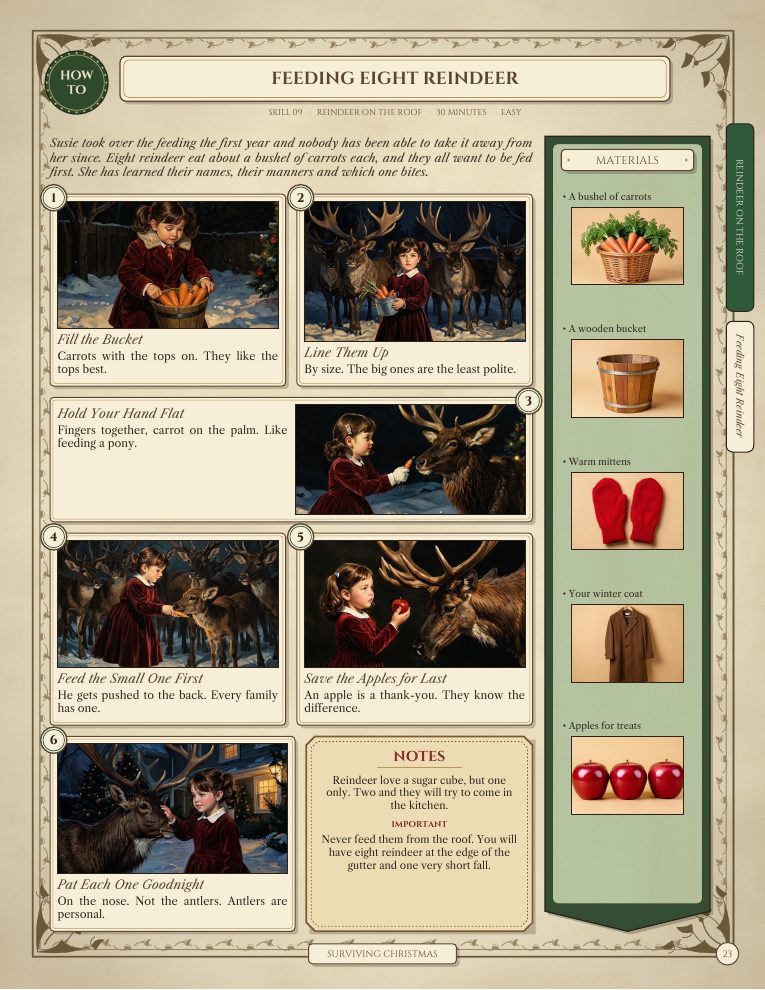 HOW
TO
FEEDING EIGHT REINDEER
SKILL 09 · REINDEER ON THE ROOF · 30 MINUTES · EASY
Susie took over the feeding the first year and nobody has been able to take it away from
her since. Eight reindeer eat about a bushel of carrots each, and they all want to be fed
first. She has learned their names, their manners and which one bites.
1
Fill the Bucket
Carrots with the tops on. They like the
tops best.
2
Line Them Up
By size. The big ones are the least polite.
3
Hold Your Hand Flat
Fingers together, carrot on the palm. Like
feeding a pony.
4
Feed the Small One First
He gets pushed to the back. Every family
has one.
5
Save the Apples for Last
An apple is a thank-you. They know the
difference.
6
Pat Each One Goodnight
On the nose. Not the antlers. Antlers are
personal.
NOTES
Reindeer love a sugar cube, but one
only. Two and they will try to come in
the kitchen.
IMPORTANT
Never feed them from the roof. You will
have eight reindeer at the edge of the
gutter and one very short fall.
MATERIALS
• A bushel of carrots
• A wooden bucket
• Warm mittens
• Your winter coat
• Apples for treats
REINDEER ON THE ROOF
Feeding Eight Reindeer
SURVIVING CHRISTMAS
23